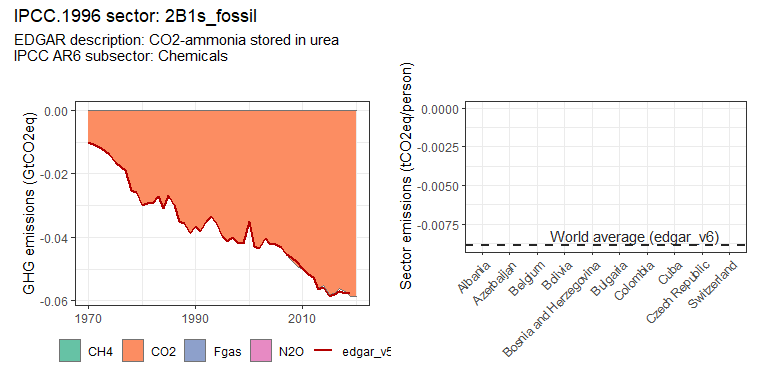 IPCC.1996 sector: 2B1s_fossil
EDGAR description: CO2-ammonia stored in urea
IPCC AR6 subsector: Chemicals
GHG emissions (GtCO2eq)
0.00
-0.02
-0.04
-0.06
1970
1990
2010
CH4
CO2
Fgas
N2O
edgar_v5
Sector emissions (tCO2eq/person)
0.0000
-0.0025
-0.0050
-0.0075
World average (edgar_v6)
Albania
Azerbaijan
Belgium
Bolivia
Bosnia and Herzegovina
Bulgaria
Colombia
Cuba
Czech Republic
Switzerland